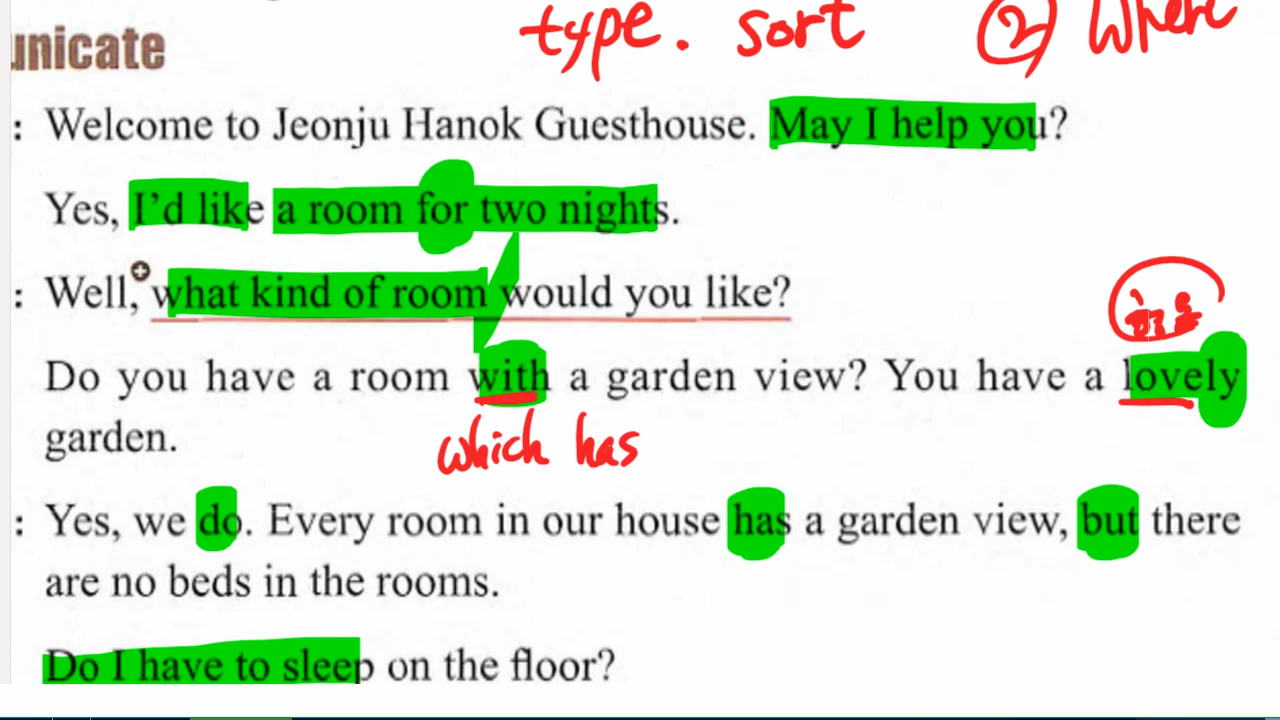 type. sort ② Where
unicate
: Welcome to Jeonju Hanok Guesthouse. May I help you?
Yes, I'd like a room for two nights.
: Well, what kind of room would you like?
Do you have a room with a garden view? You have a lovely
garden.
which has
: Yes, we do. Every room in our house has a garden view, but there
are no beds in the rooms.
Do I have to sleep on the floor?